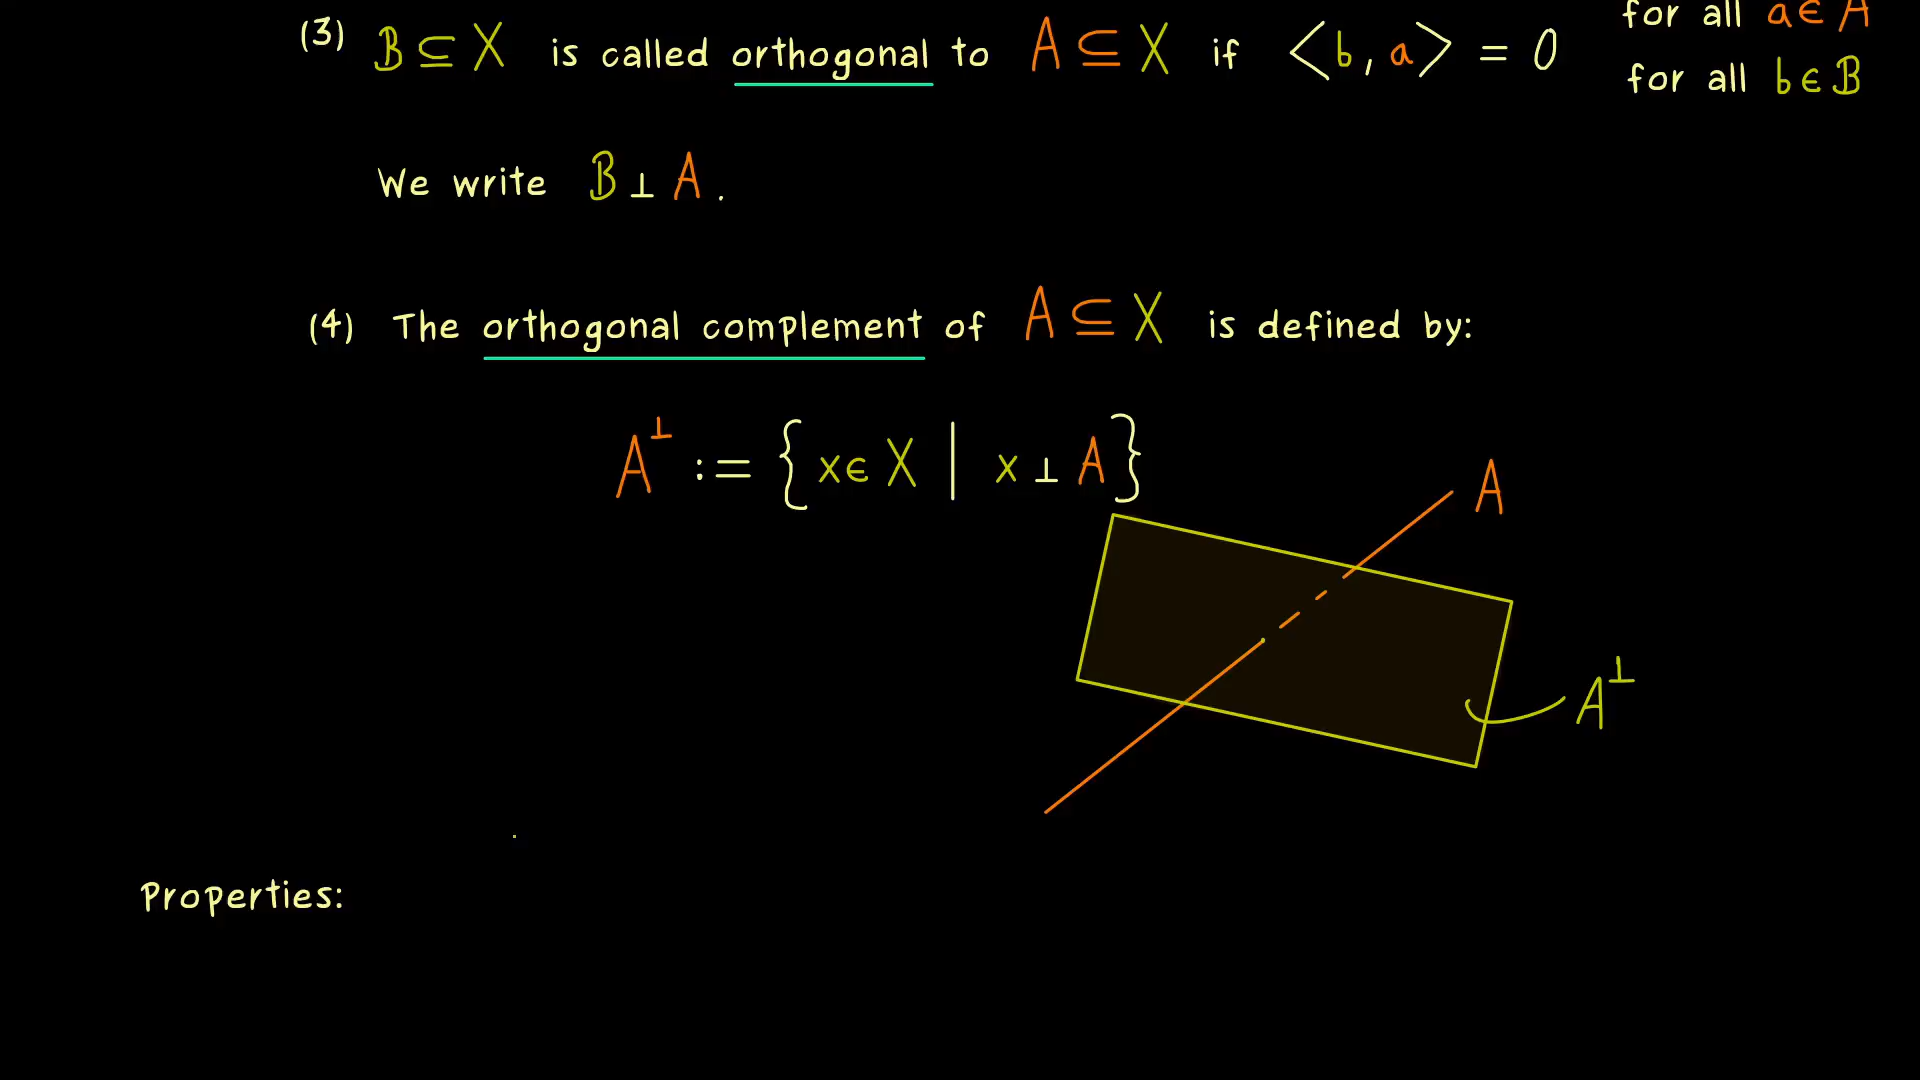 (3) B ⊆ X is called orthogonal to A ⊆ X if <b, a> = 0 for all a ∈ A
for all b ∈ B
We write B ⊥ A.
(4) The orthogonal complement of A ⊆ X is defined by:
A^⊥ := {x ∈ X | x ⊥ A}
A
A^⊥
Properties: